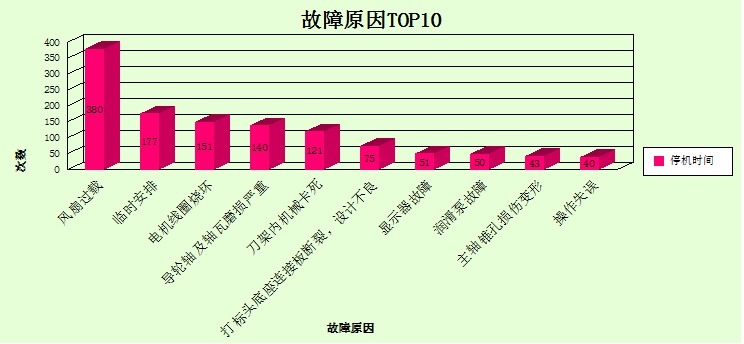 故障原因TOP10
次数
400
350
300
250
200
150
100
50
0
380
177
151
140
121
75
51
50
43
40
风扇过载
临时安排
电机线圈烧坏
导轮轴及轴瓦磨损严重
刀架内机械卡死
打标头底座连接板断裂，设计不良
显示器故障
润滑泵故障
主轴锥孔损伤变形
操作失误
停机时间
故障原因